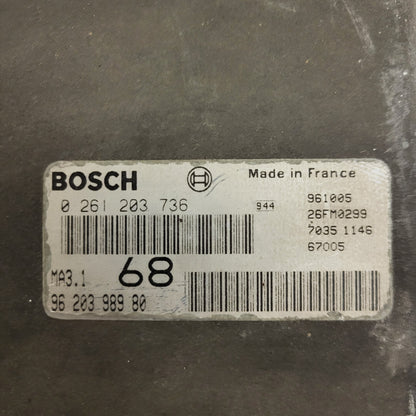 BOSCH
Made in France
0 261 203 736
944
961005
26FM0299
7035 1146
67005
MA3.1
68
96 203 989 80